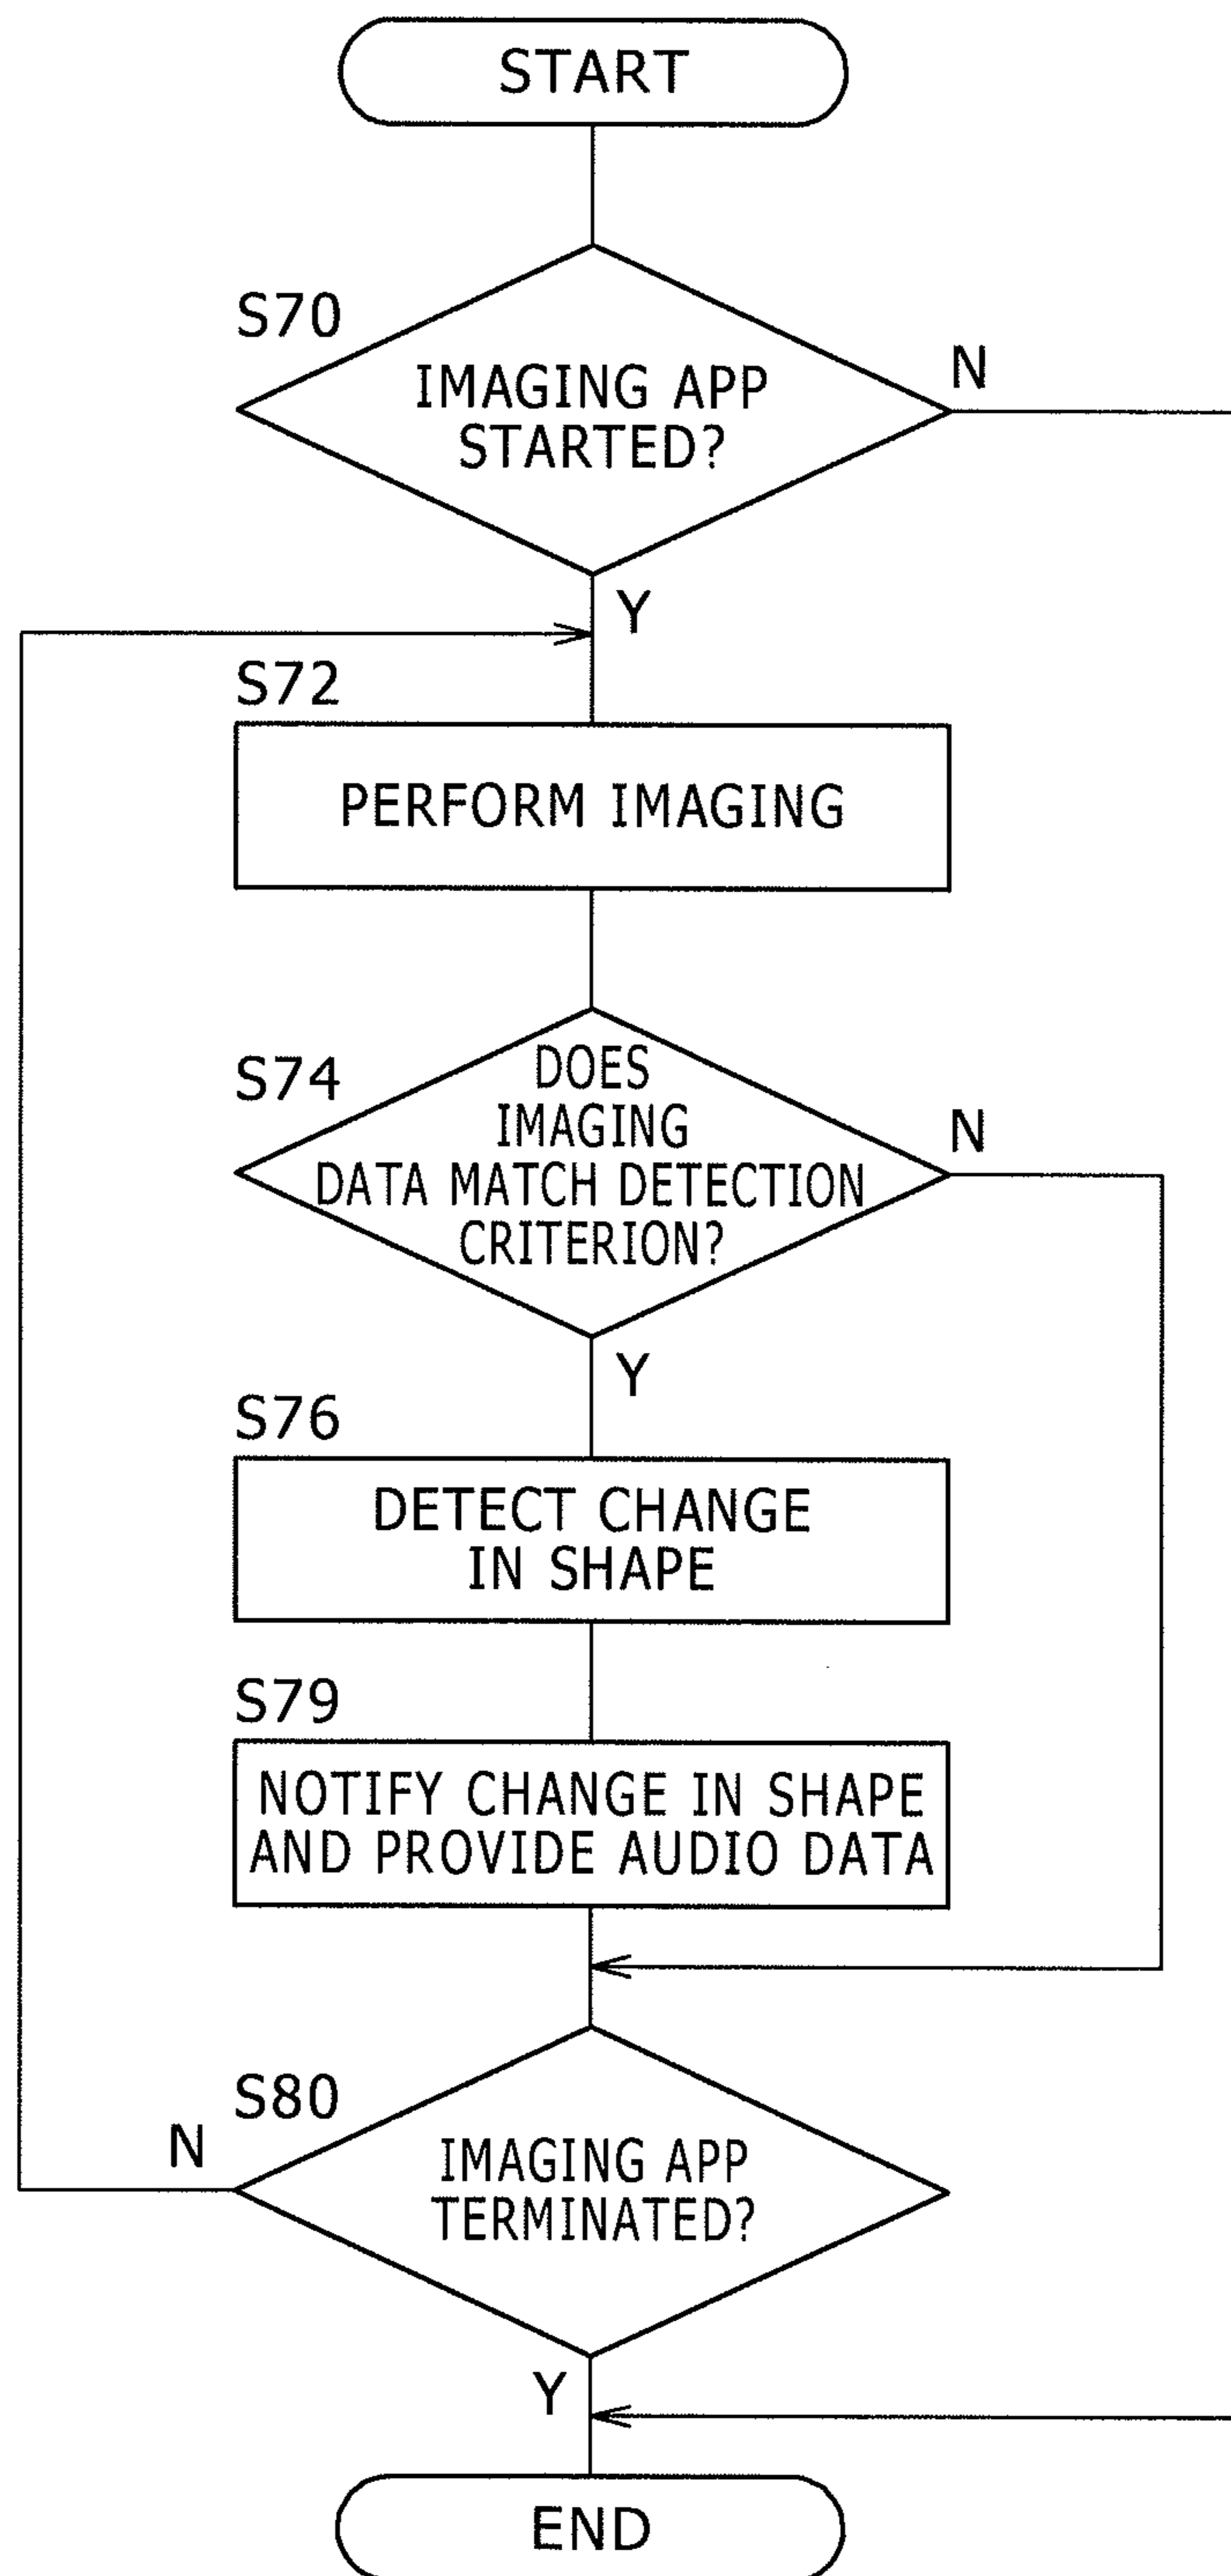 START
S70
IMAGING APP
STARTED?
N
Y
S72
PERFORM IMAGING
S74
DOES
IMAGING
DATA MATCH DETECTION
CRITERION?
N
Y
S76
DETECT CHANGE
IN SHAPE
S79
NOTIFY CHANGE IN SHAPE
AND PROVIDE AUDIO DATA
S80
N
IMAGING APP
TERMINATED?
Y
END